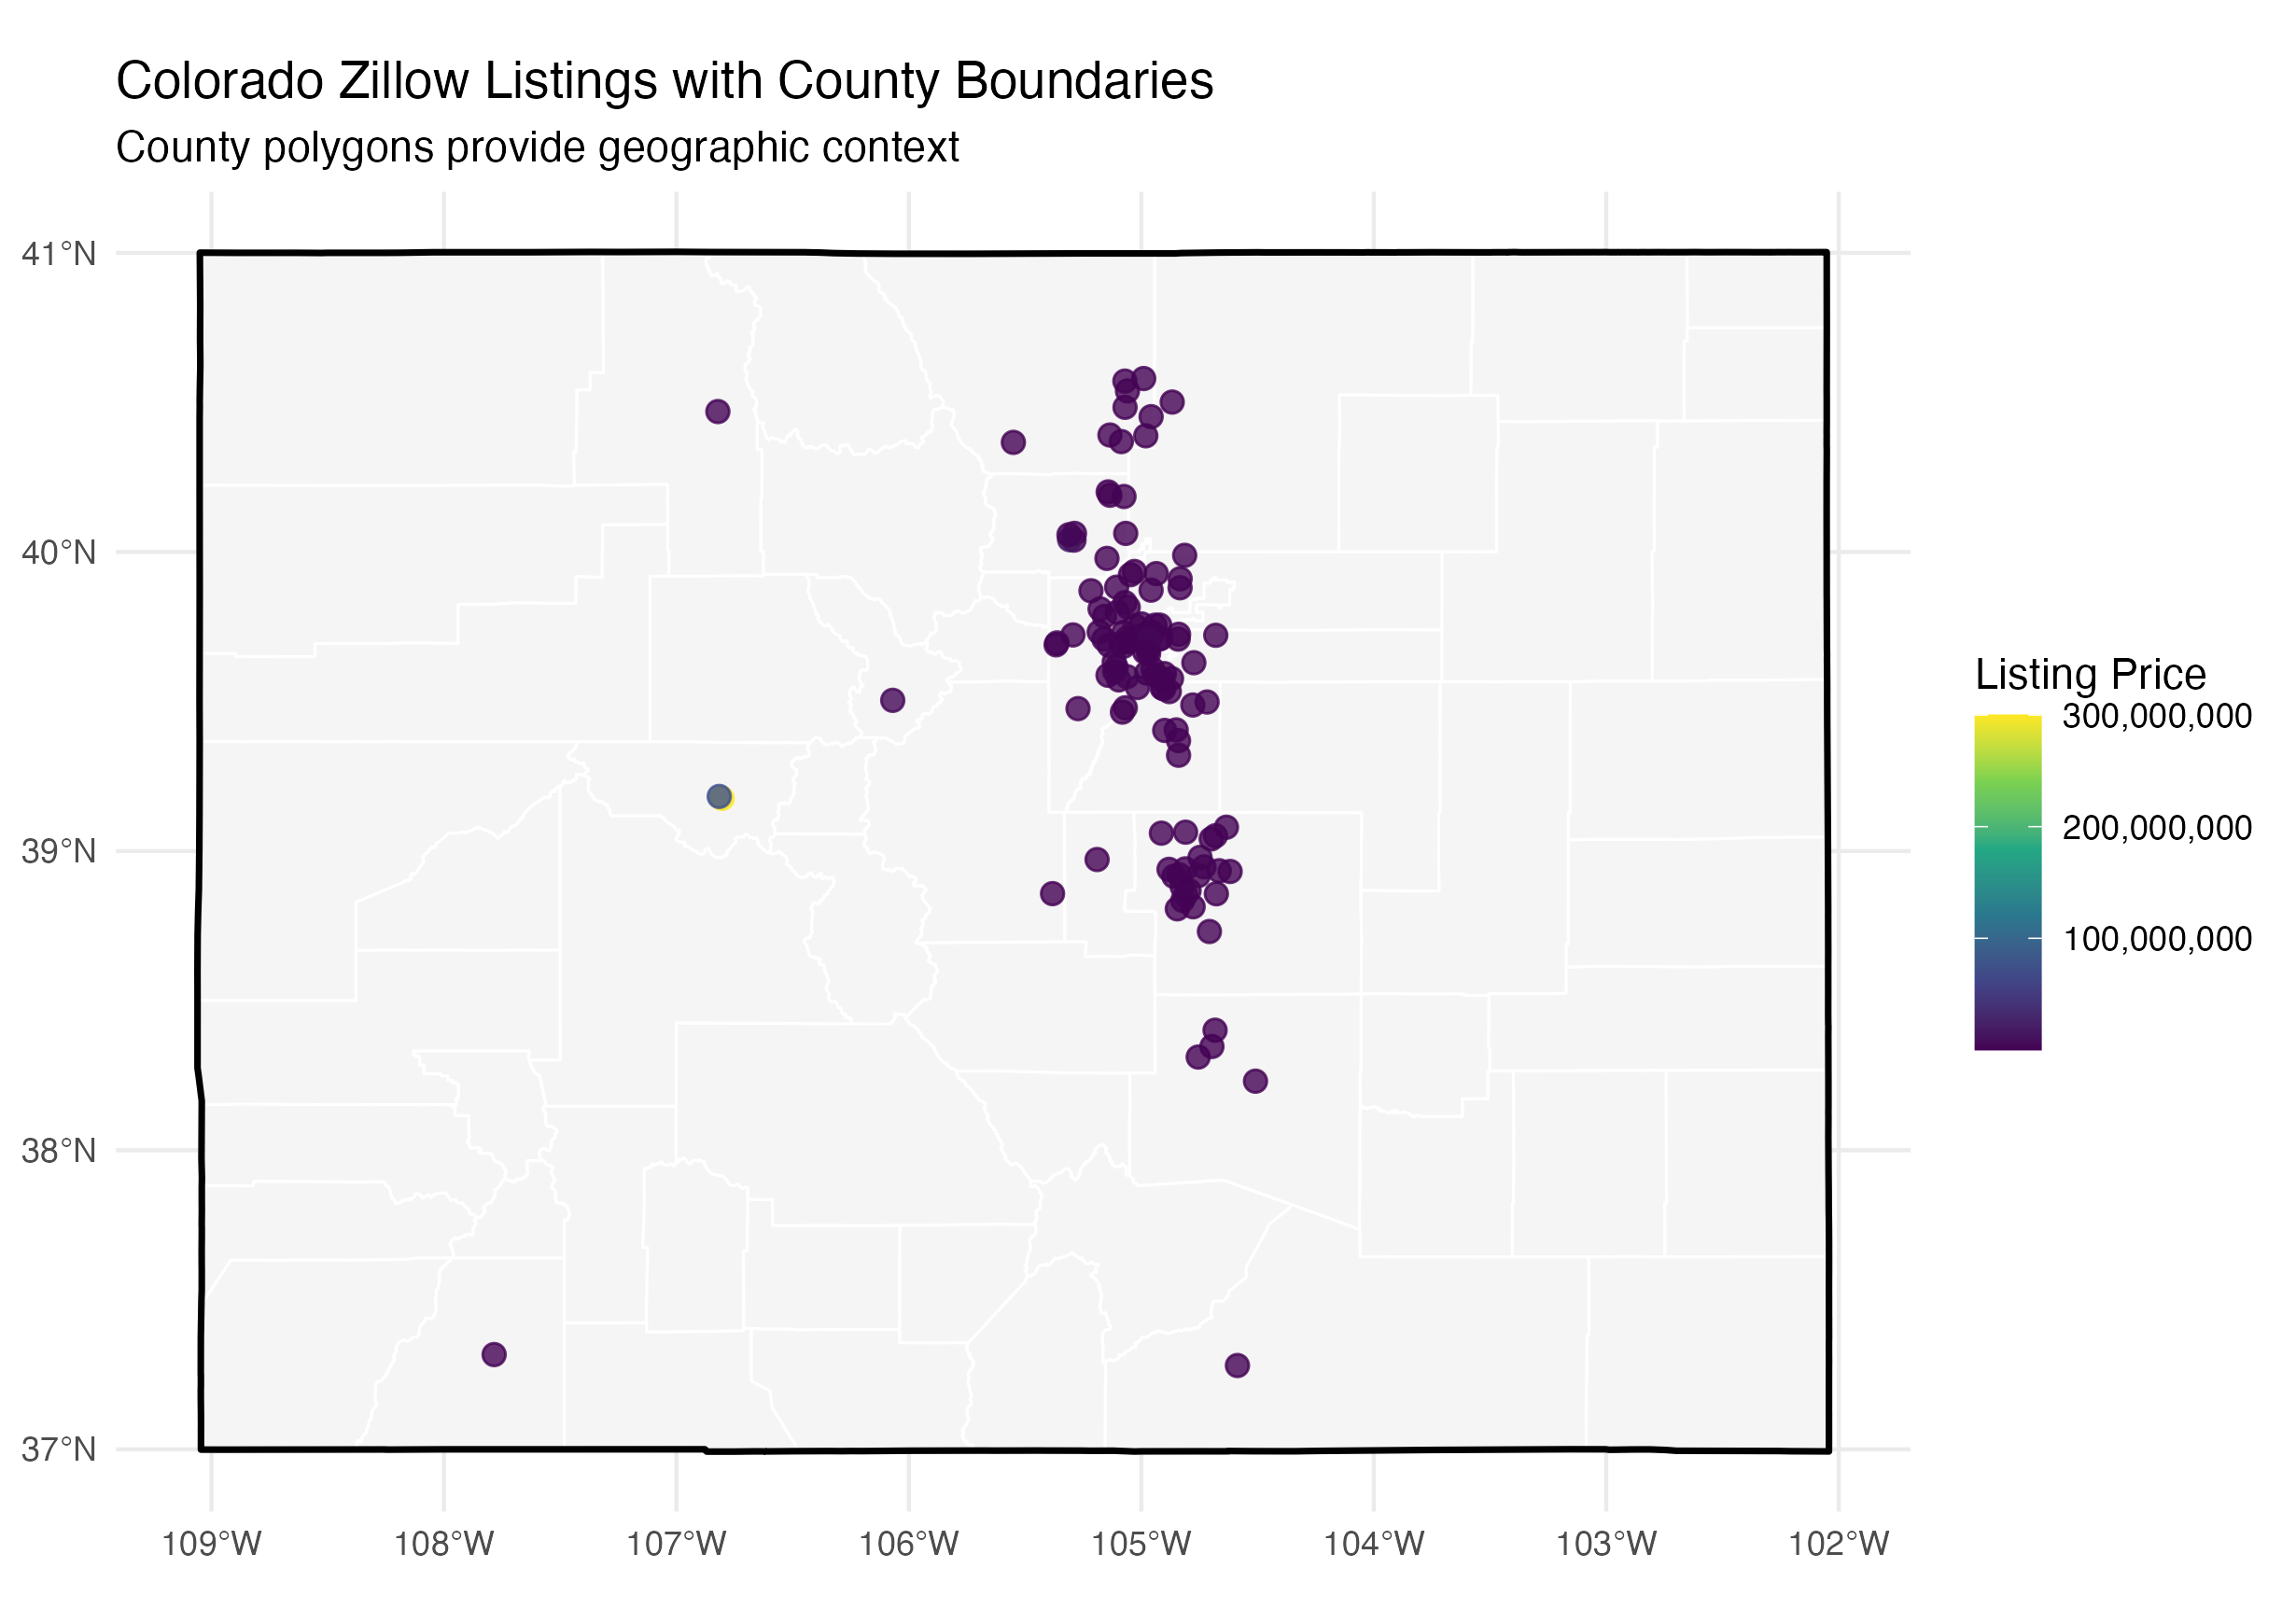 Colorado Zillow Listings with County Boundaries
County polygons provide geographic context
41°N
40°N
39°N
38°N
37°N
109°W
108°W
107°W
106°W
105°W
104°W
103°W
102°W
Listing Price
300,000,000
200,000,000
100,000,000